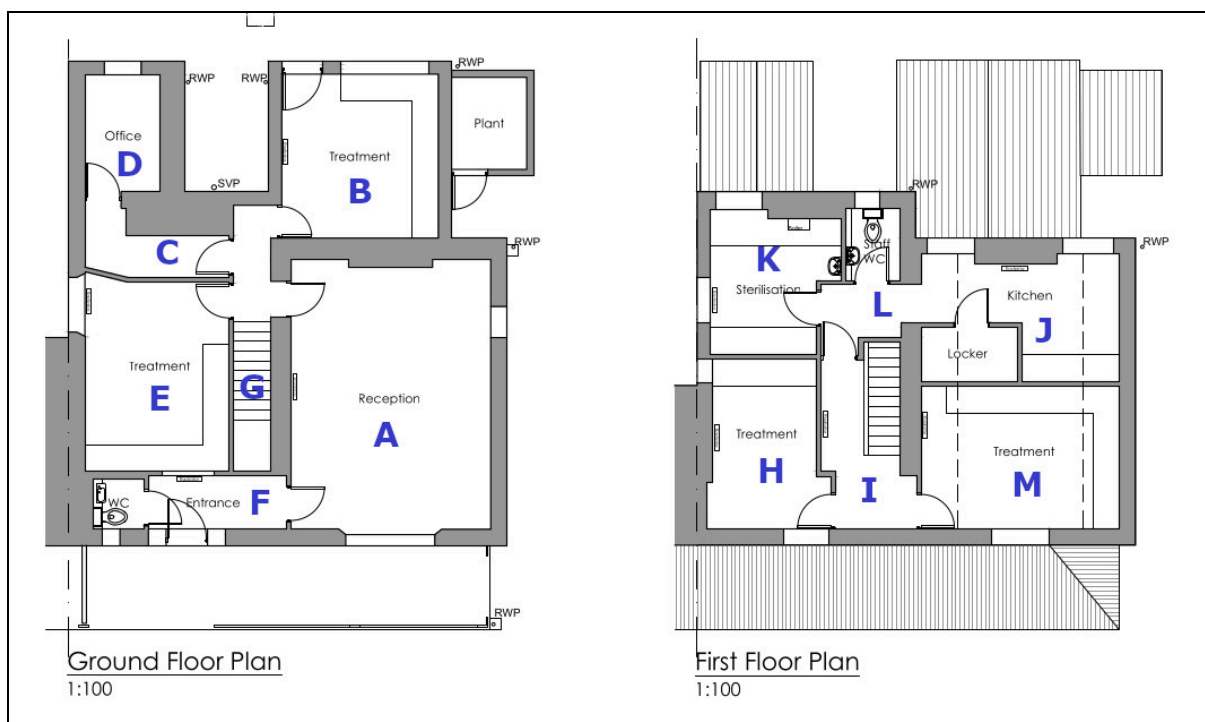 RWP
RWP
RWP
Office
D
Treatment
B
Plant
SVP
C
RWP
Treatment
E
G
Reception
A
WC
Entrance
F
RWP
Ground Floor Plan
1:100
RWP
K
Sterilisation
Staff
WC
RWP
L
Kitchen
J
Locker
Treatment
H
I
Treatment
M
First Floor Plan
1:100